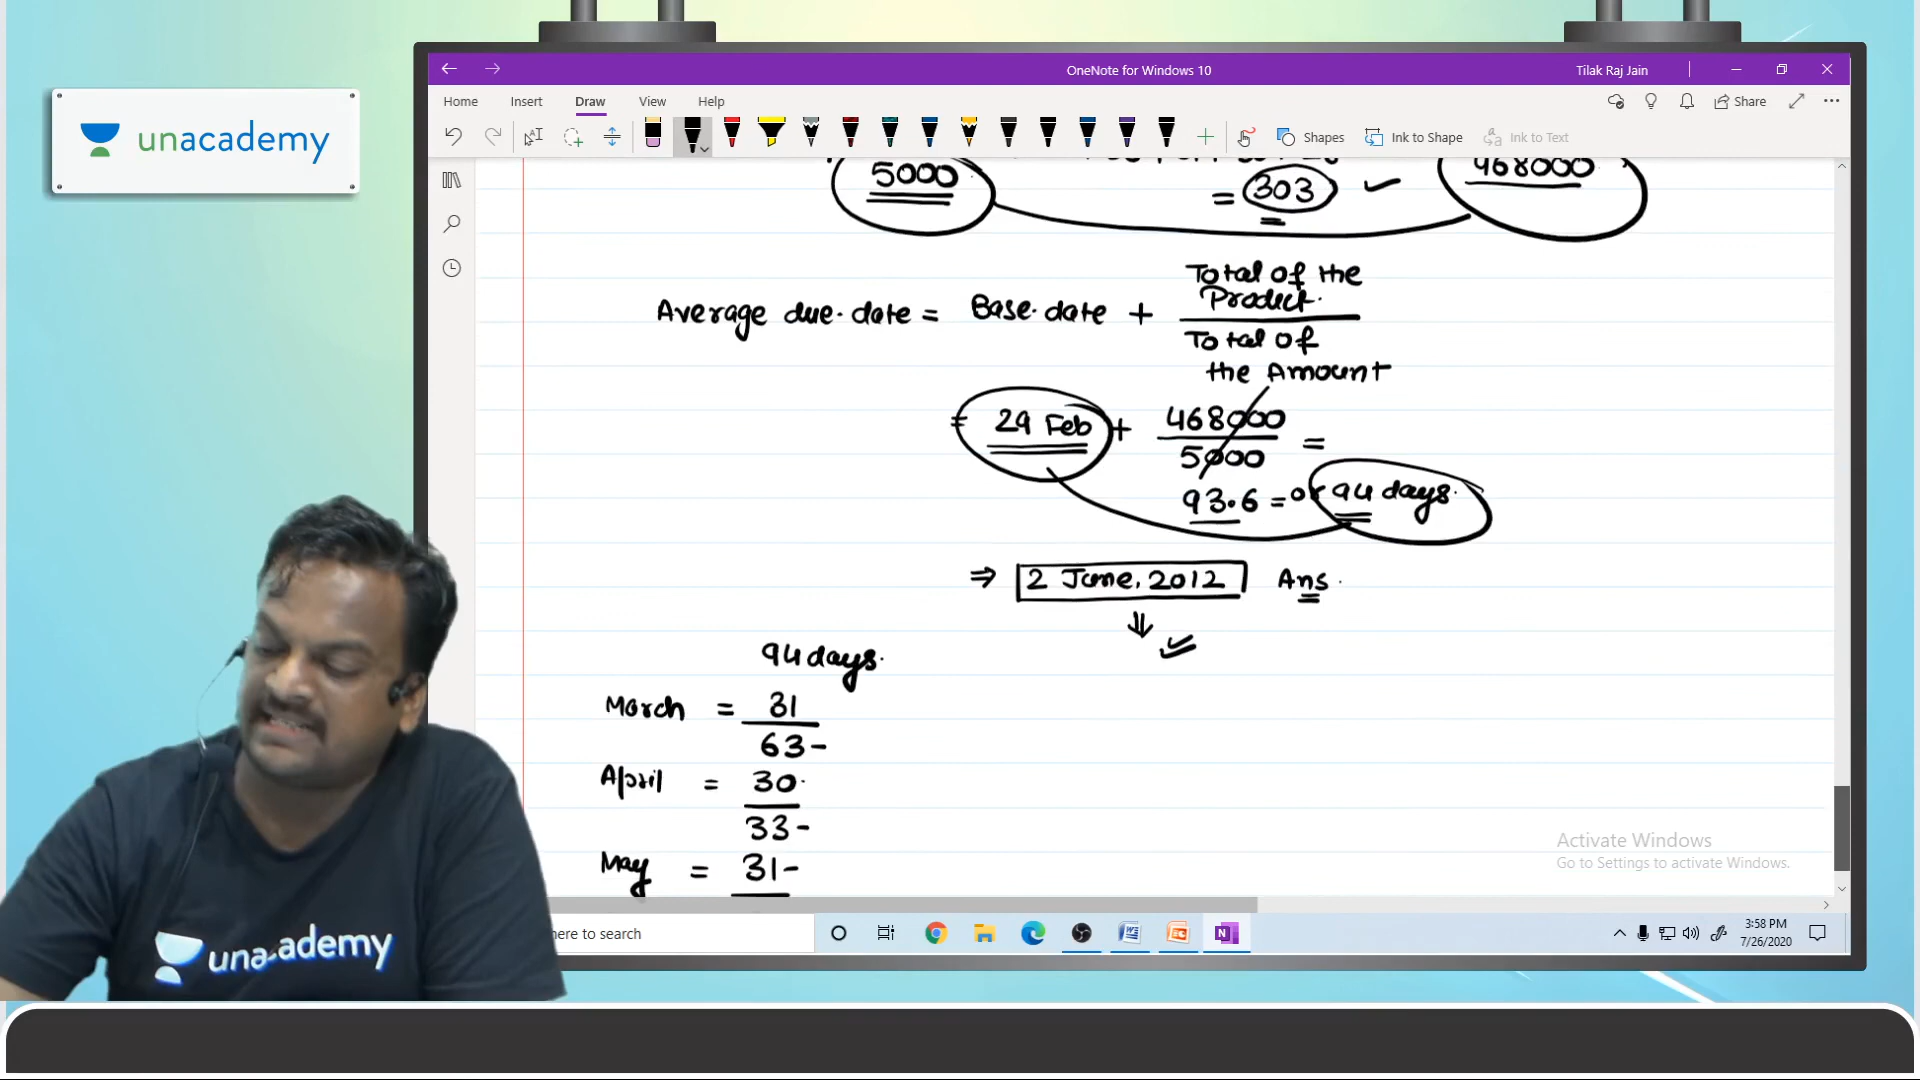 unacademy
OneNote for Windows 10
Tilak Raj Jain
Home Insert Draw View Help
Share
Shapes Ink to Shape Ink to Text
5000
= 303
468000
Average due date = Base date + Total of the Product / Total of the Amount
= 29 Feb + 468000 / 5000 =
93.6 = or 94 days.
⇒ 2 June, 2012 Ans
94 days.
March = 31
63 -
April = 30
33 -
May = 31 -
Activate Windows
Go to Settings to activate Windows.
unacademy
here to search
3:58 PM
7/26/2020